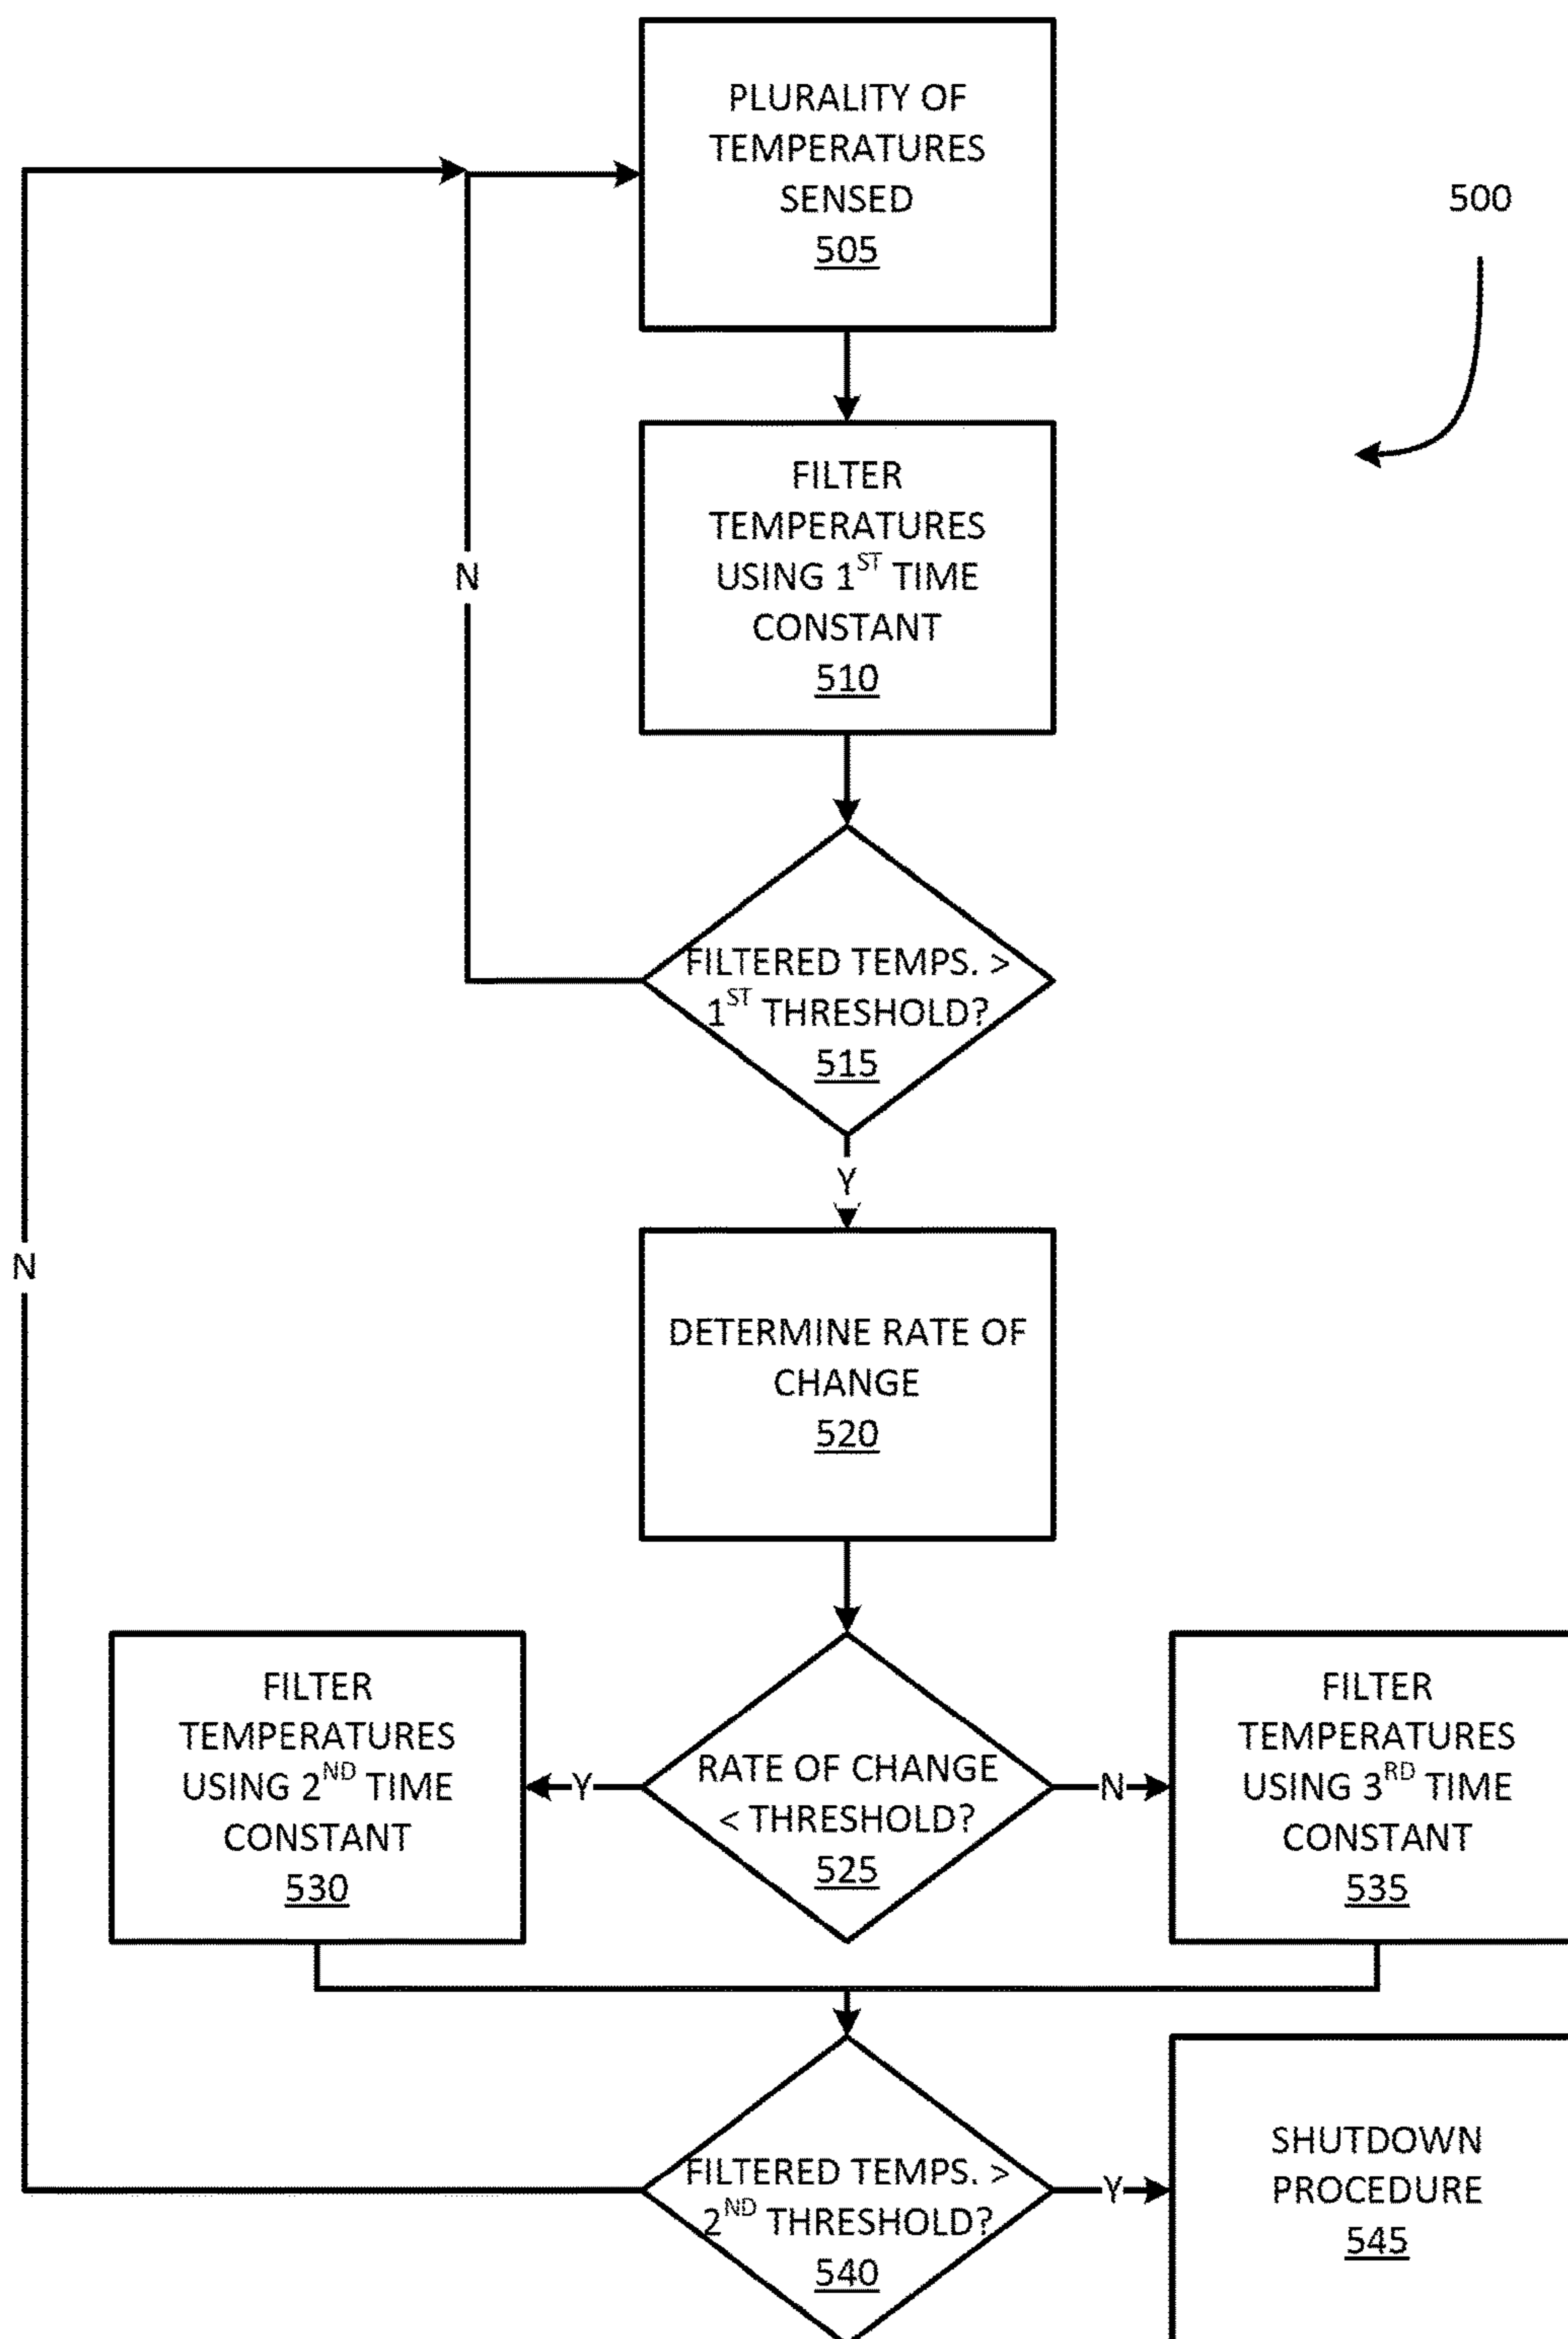 PLURALITY OF
TEMPERATURES
SENSED
505
500
FILTER
TEMPERATURES
USING 1ST TIME
CONSTANT
510
N
FILTERED TEMPS. >
1ST THRESHOLD?
515
Y
N
DETERMINE RATE OF
CHANGE
520
FILTER
TEMPERATURES
USING 2ND TIME
CONSTANT
530
Y
RATE OF CHANGE
< THRESHOLD?
525
N
FILTER
TEMPERATURES
USING 3RD TIME
CONSTANT
535
FILTERED TEMPS. >
2ND THRESHOLD?
540
Y
SHUTDOWN
PROCEDURE
545